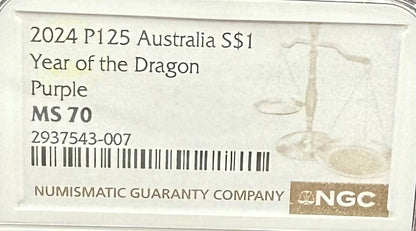 2024 P125 Australia S$1
Year of the Dragon
Purple
MS 70
2937543-007
NUMISMATIC GUARANTY COMPANY NGC